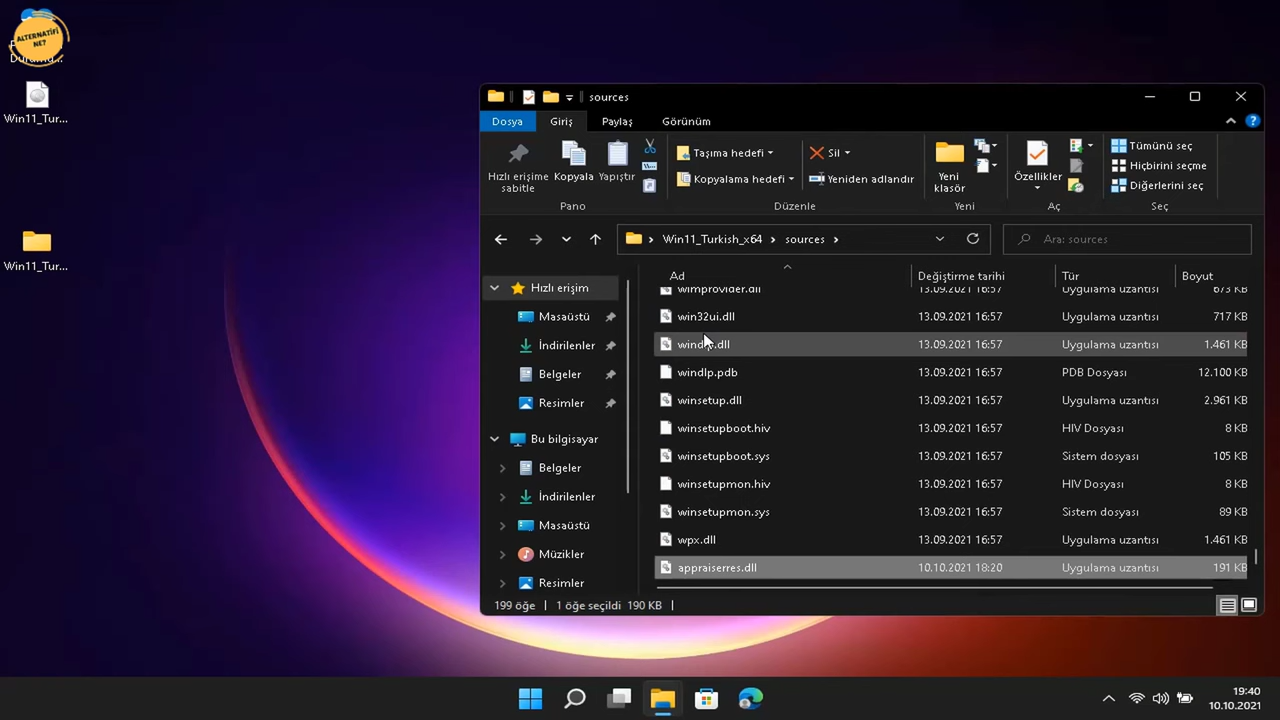 ALTERNATİFİ
NE?
Durumu...
Win11_Tur...
Win11_Tur...
sources
Dosya
Giriş
Paylaş
Görünüm
Hızlı erişime
sabitle
Kopyala
Yapıştır
Pano
Taşıma hedefi
Kopyalama hedefi
Sil
Yeniden adlandır
Düzenle
Yeni
klasör
Yeni
Özellikler
Aç
Tümünü seç
Hiçbirini seçme
Diğerlerini seç
Seç
Win11_Turkish_x64 > sources >
Ara: sources
Hızlı erişim
Masaüstü
İndirilenler
Belgeler
Resimler
Bu bilgisayar
Belgeler
İndirilenler
Masaüstü
Müzikler
Resimler
Ad Değiştirme tarihi Tür Boyut
wimprovider.dll 13.09.2021 16:57 Uygulama uzantısı 673 KB
win32ui.dll 13.09.2021 16:57 Uygulama uzantısı 717 KB
13.09.2021 16:57 Uygulama uzantısı 1.461 KB
windlp.pdb 13.09.2021 16:57 PDB Dosyası 12.100 KB
winsetup.dll 13.09.2021 16:57 Uygulama uzantısı 2.961 KB
winsetupboot.hiv 13.09.2021 16:57 HIV Dosyası 8 KB
winsetupboot.sys 13.09.2021 16:57 Sistem dosyası 105 KB
winsetupmon.hiv 13.09.2021 16:57 HIV Dosyası 8 KB
winsetupmon.sys 13.09.2021 16:57 Sistem dosyası 89 KB
wpx.dll 13.09.2021 16:57 Uygulama uzantısı 1.461 KB
appraiserres.dll 10.10.2021 18:20 Uygulama uzantısı 191 KB
199 öğe 1 öğe seçildi 190 KB
19:40
10.10.2021